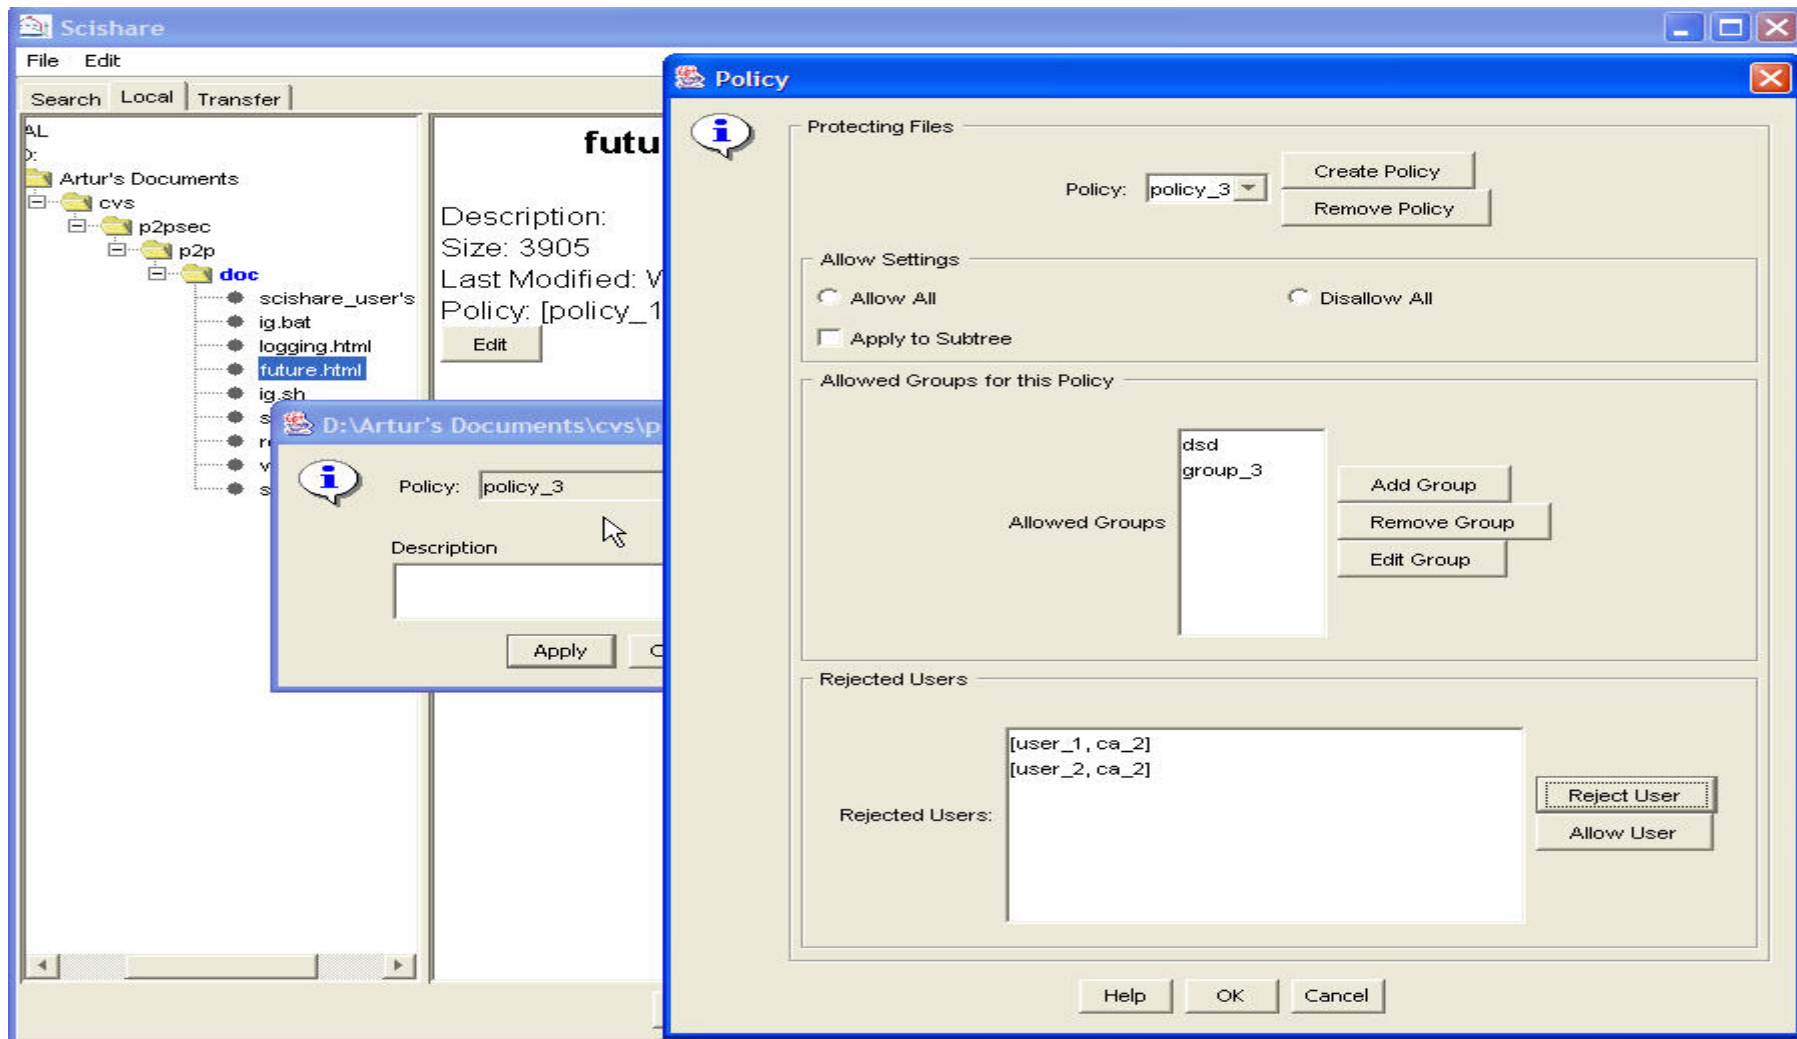 Scishare
File Edit
Search Local Transfer
AL
D:
Artur's Documents
cvs
p2psec
p2p
doc
scishare_user's
ig.bat
logging.html
future.html
ig.sh
futu
Description:
Size: 3905
Last Modified:
Policy: [policy_1
Edit
D:\Artur's Documents\cvs\p
Policy: policy_3
Description
Apply
Policy
Protecting Files
Policy: policy_3
Create Policy
Remove Policy
Allow Settings
Allow All
Disallow All
Apply to Subtree
Allowed Groups for this Policy
dsd
group_3
Allowed Groups
Add Group
Remove Group
Edit Group
Rejected Users
[user_1, ca_2]
[user_2, ca_2]
Rejected Users:
Reject User
Allow User
Help OK Cancel